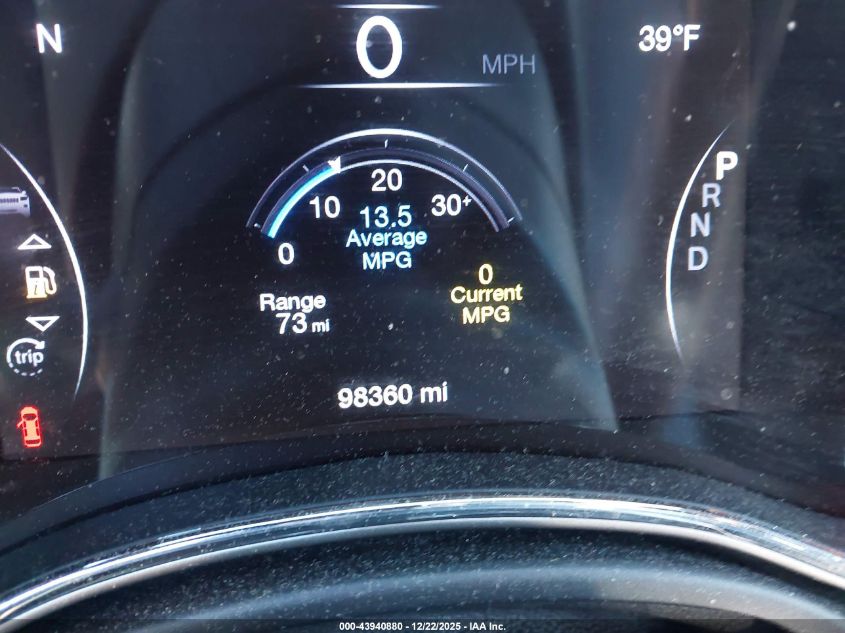 N
0
MPH
39°F
20
10
30+
0
13.5
Average
MPG
0
Current
MPG
Range
73 mi
98360 mi
trip
P
R
N
D
000-43940880 - 12/22/2025 - IAA Inc.